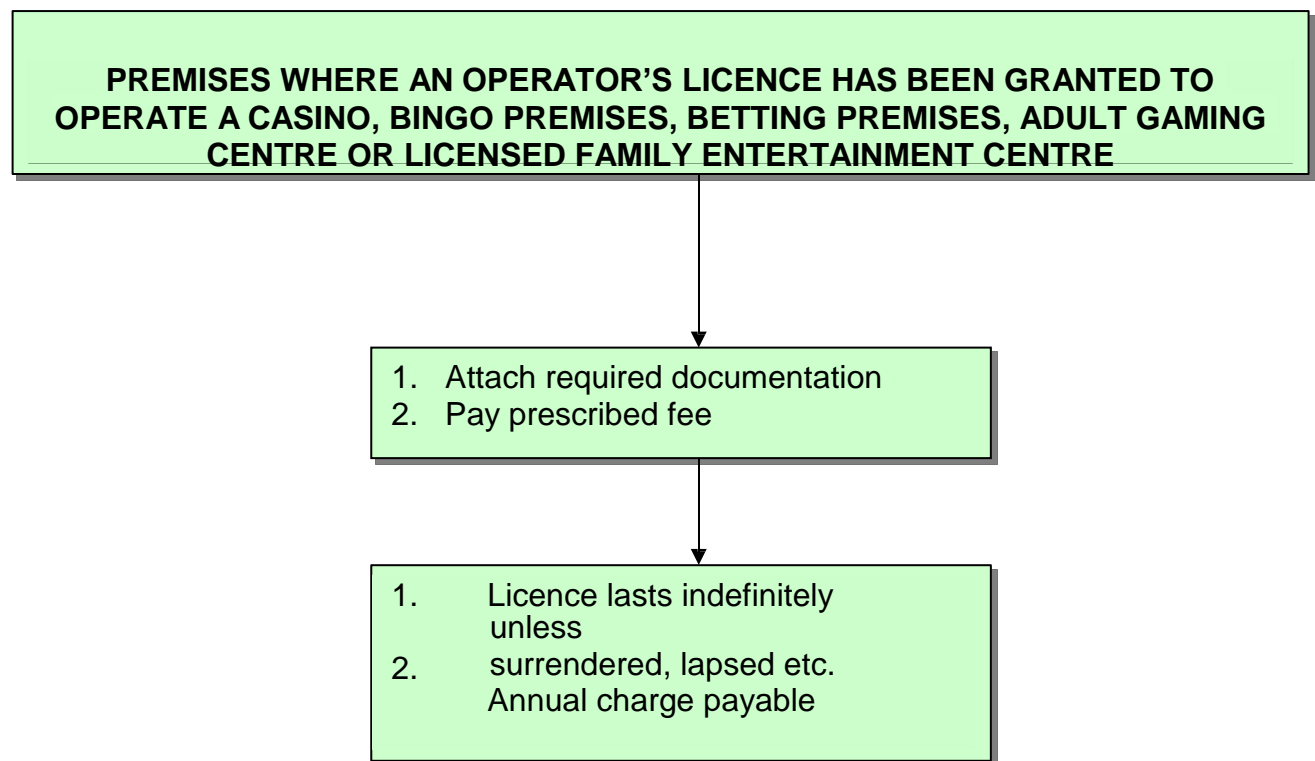 PREMISES WHERE AN OPERATOR’S LICENCE HAS BEEN GRANTED TO
OPERATE A CASINO, BINGO PREMISES, BETTING PREMISES, ADULT GAMING
CENTRE OR LICENSED FAMILY ENTERTAINMENT CENTRE
1. Attach required documentation
2. Pay prescribed fee
1. Licence lasts indefinitely
unless
2. surrendered, lapsed etc.
Annual charge payable